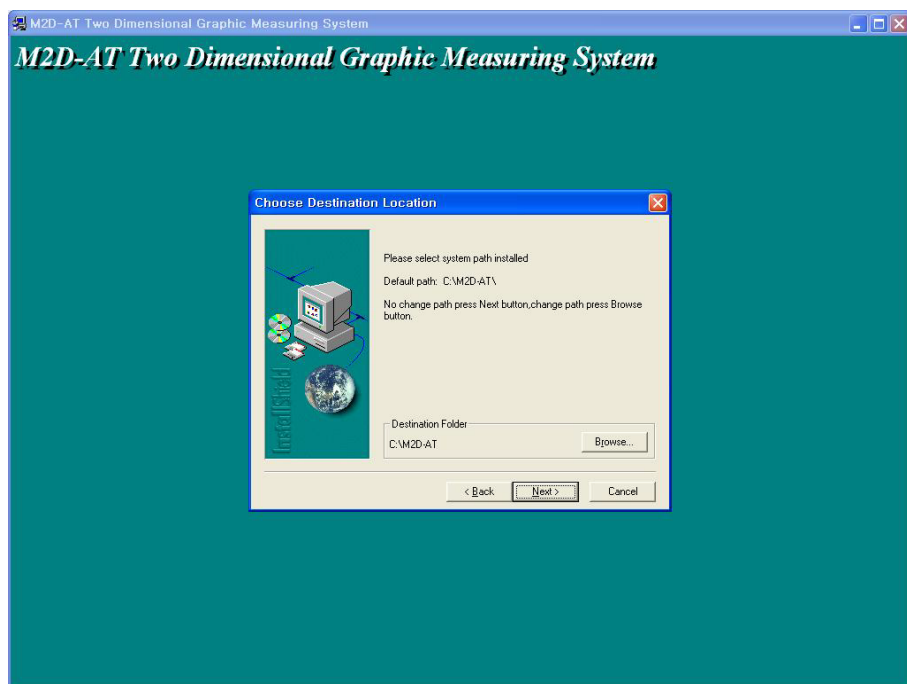 M2D-AT Two Dimensional Graphic Measuring System
M2D-AT Two Dimensional Graphic Measuring System
Choose Destination Location
Please select system path installed
Default path: C:\M2D-AT\
No change path press Next button,change path press Browse
button.
InstallShield
Destination Folder
C:\M2D-AT
Browse...
< Back
Next >
Cancel